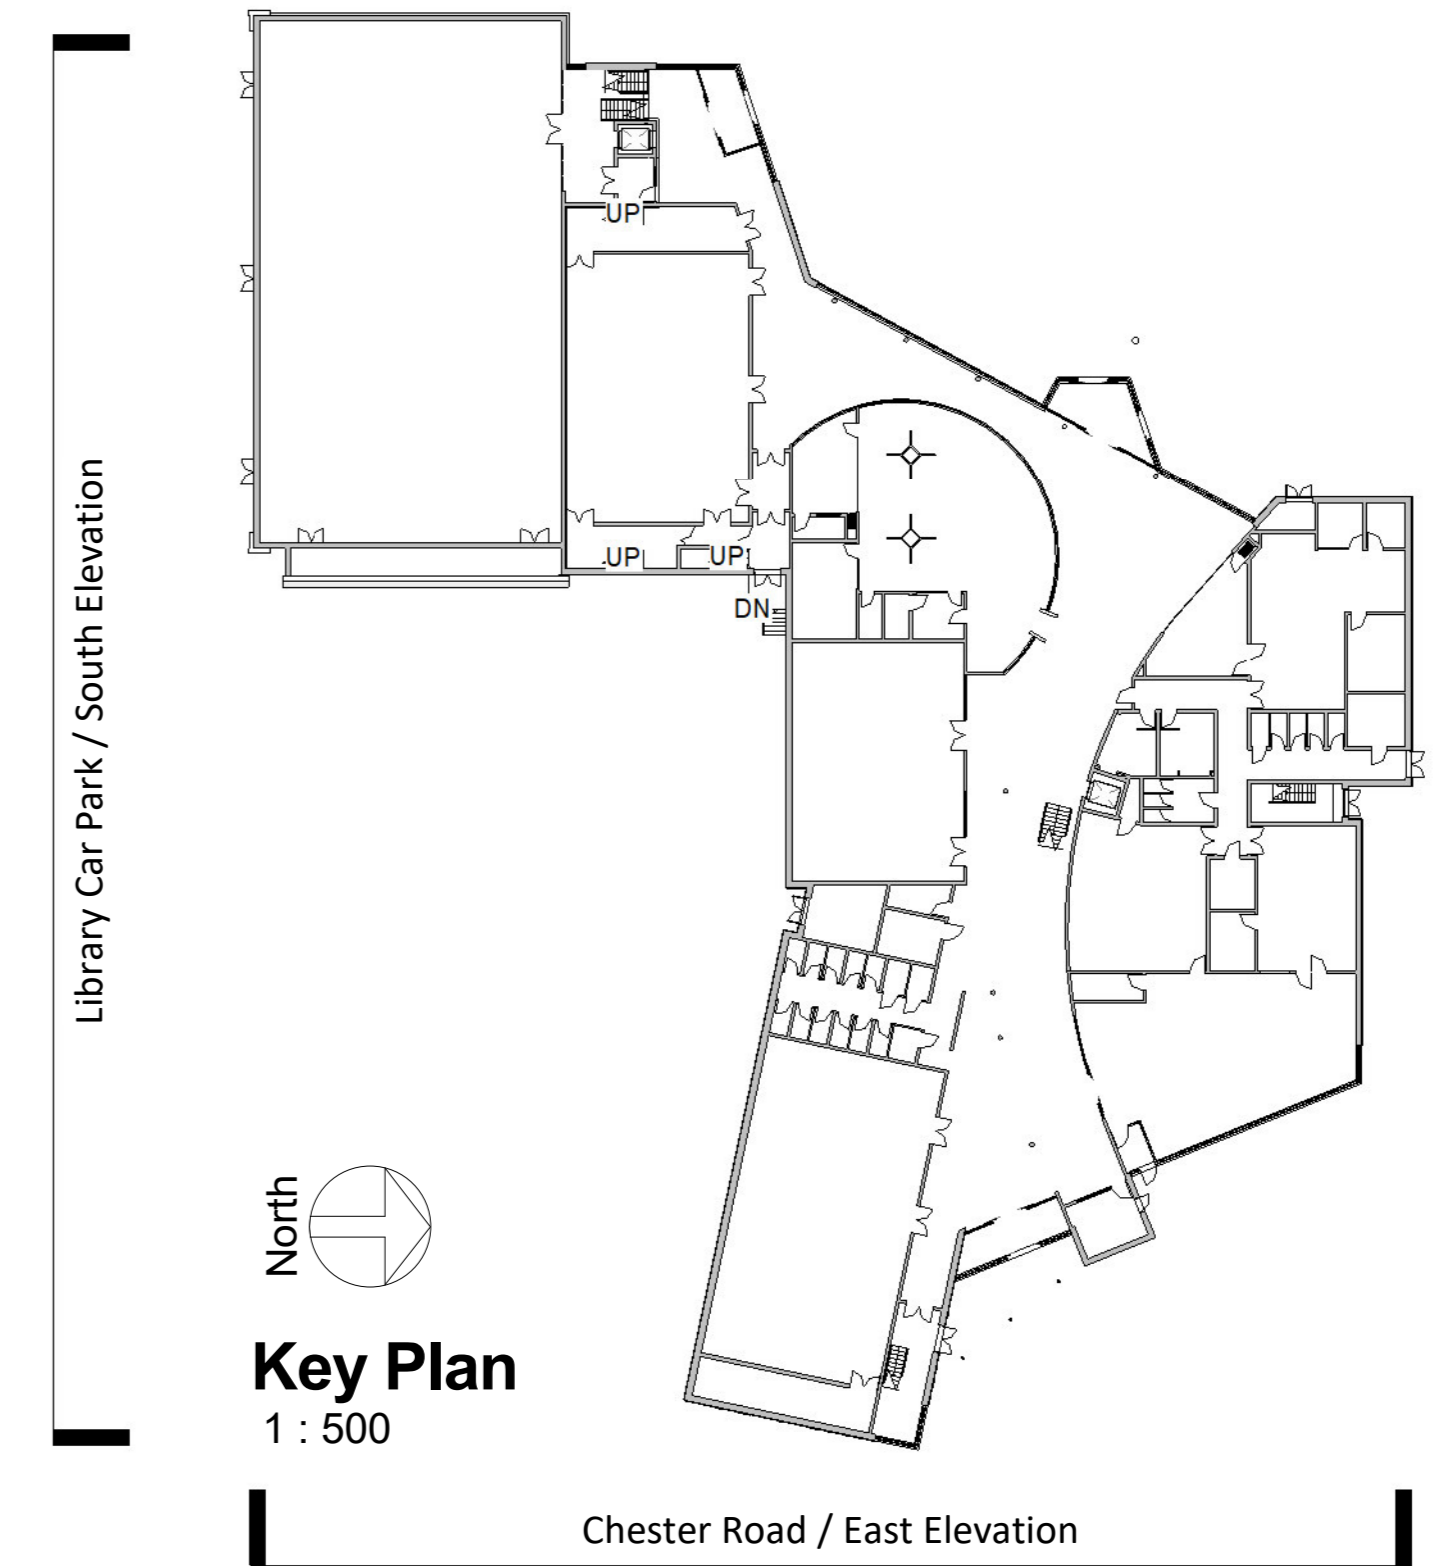 UP
UP
UP
DN
Library Car Park / South Elevation
North
Key Plan
1 : 500
Chester Road / East Elevation